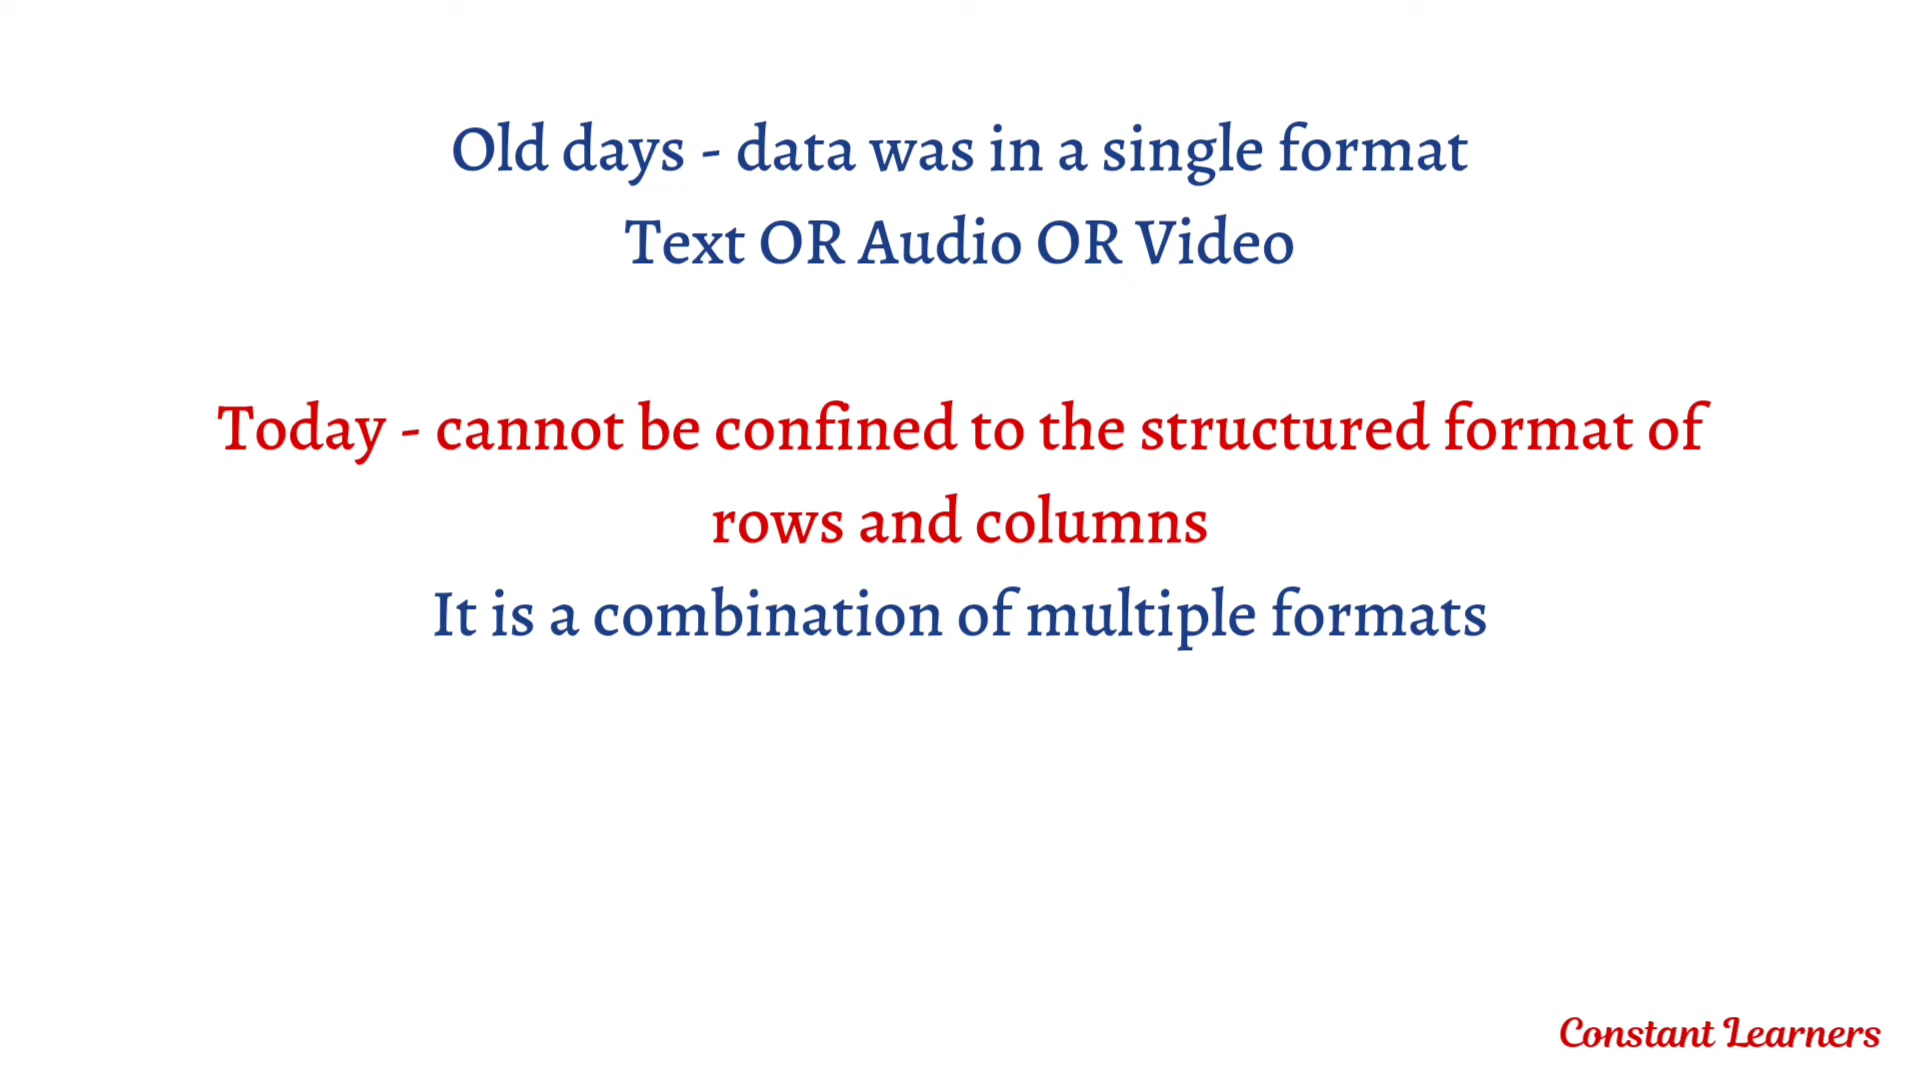 Old days - data was in a single format
Text OR Audio OR Video
Today - cannot be confined to the structured format of
rows and columns
It is a combination of multiple formats
Constant Learners